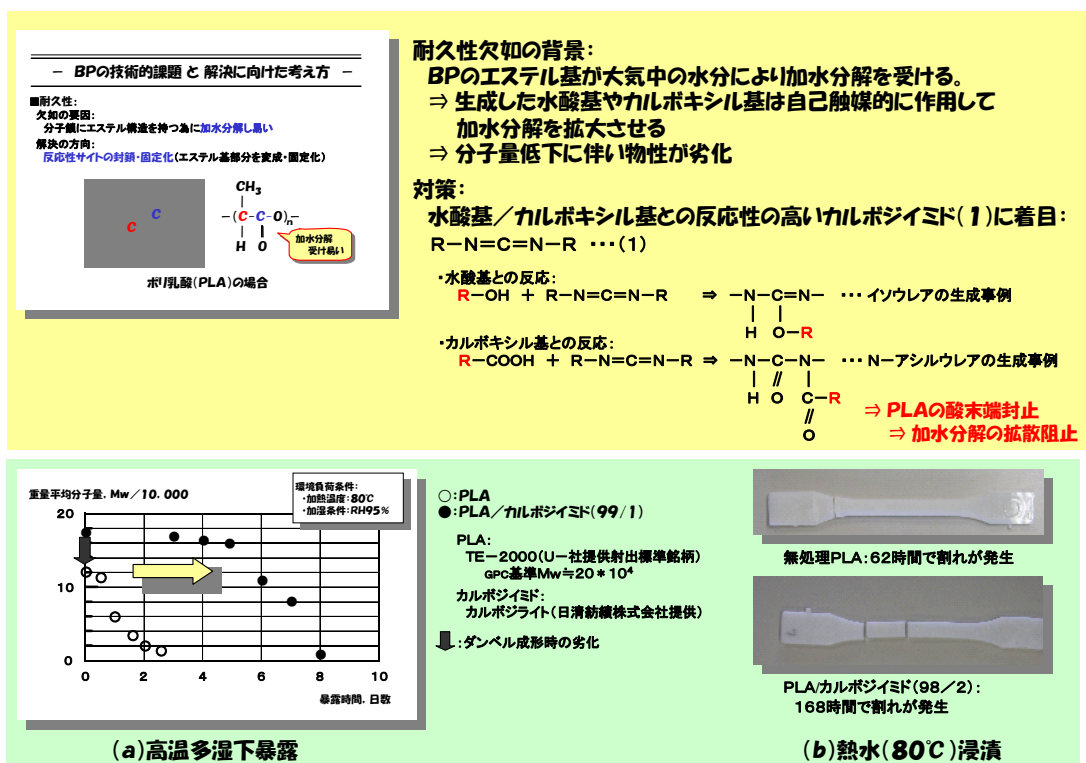 － BPの技術的課題 と 解決に向けた考え方 －
■耐久性：
欠如の要因：
分子鎖にエステル構造を持つ為に加水分解し易い
解決の方向：
反応性サイトの封鎖・固定化(エステル基部分を変成・固定化)
C
C
CH3
｜
－(C－C－O)n－
｜ ‖
H O
加水分解
受け易い
ポリ乳酸(PLA)の場合
耐久性欠如の背景：
BPのエステル基が大気中の水分により加水分解を受ける。
⇒ 生成した水酸基やカルボキシル基は自己触媒的に作用して
加水分解を拡大させる
⇒ 分子量低下に伴い物性が劣化
対策：
水酸基／カルボキシル基との反応性の高いカルボジイミド(１)に着目：
R－N＝C＝N－R ・・・(1)
・水酸基との反応：
R－OH ＋ R－N＝C＝N－R ⇒ －N－C＝N－ ・・・ イソウレアの生成事例
｜ ｜
H O－R
・カルボキシル基との反応：
R－COOH ＋ R－N＝C＝N－R ⇒ －N－C－N－ ・・・ N－アシルウレアの生成事例
｜ ∥ ｜
H O C－R
∥
O
⇒ PLAの酸末端封止
⇒ 加水分解の拡散阻止
重量平均分子量，Mw／10，000
環境負荷条件：
・加熱温度：80℃
・加湿条件：RH95％
20
10
0
0 2 4 6 8 10
暴露時間，日数
○：PLA
●：PLA／カルボジイミド(99/1)
PLA：
TE－2000(U－社提供射出標準銘柄)
GPC基準Mw≒20＊10⁴
カルボジイミド：
カルボジライト(日清紡績株式会社提供)
：ダンベル成形時の劣化
(a)高温多湿下暴露
無処理PLA：62時間で割れが発生
PLA/カルボジイミド(98／2)：
168時間で割れが発生
(b)熱水(80℃)浸漬